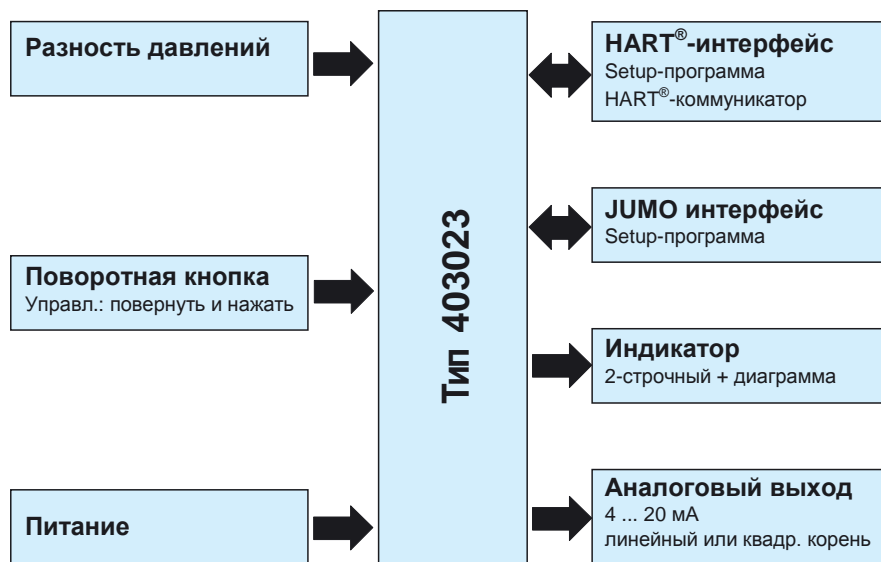 Разность давлений
Поворотная кнопка
Управл.: повернуть и нажать
Питание
Тип 403023
HART®-интерфейс
Setup-программа
HART®-коммуникатор
JUMO интерфейс
Setup-программа
Индикатор
2-строчный + диаграмма
Аналоговый выход
4 ... 20 мА
линейный или квадр. корень